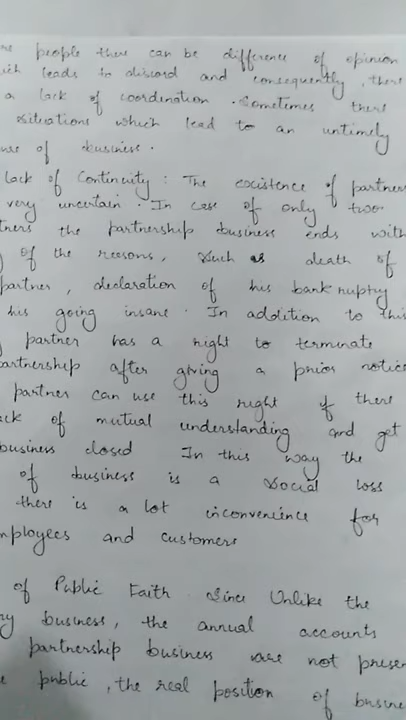 people there can be difference of opinion
leads to discord and consequently, there
a lack of coordination. Sometimes there
situations which lead to an untimely
of business.
lack of Continuity: The existence of partner
very uncertain. In case of only two
the partnership business ends with
of the reasons, such as death of
partner, declaration of his bankruptcy
his going insane. In addition to this
partner has a right to terminate
partnership after giving a prior notice
partner can use this right if there
of mutual understanding and get
business closed In this way the
of business is a social loss
there is a lot inconvenience for
employees and customers
of Public Faith Since Unlike the
business, the annual accounts
partnership business are not
public, the real position of